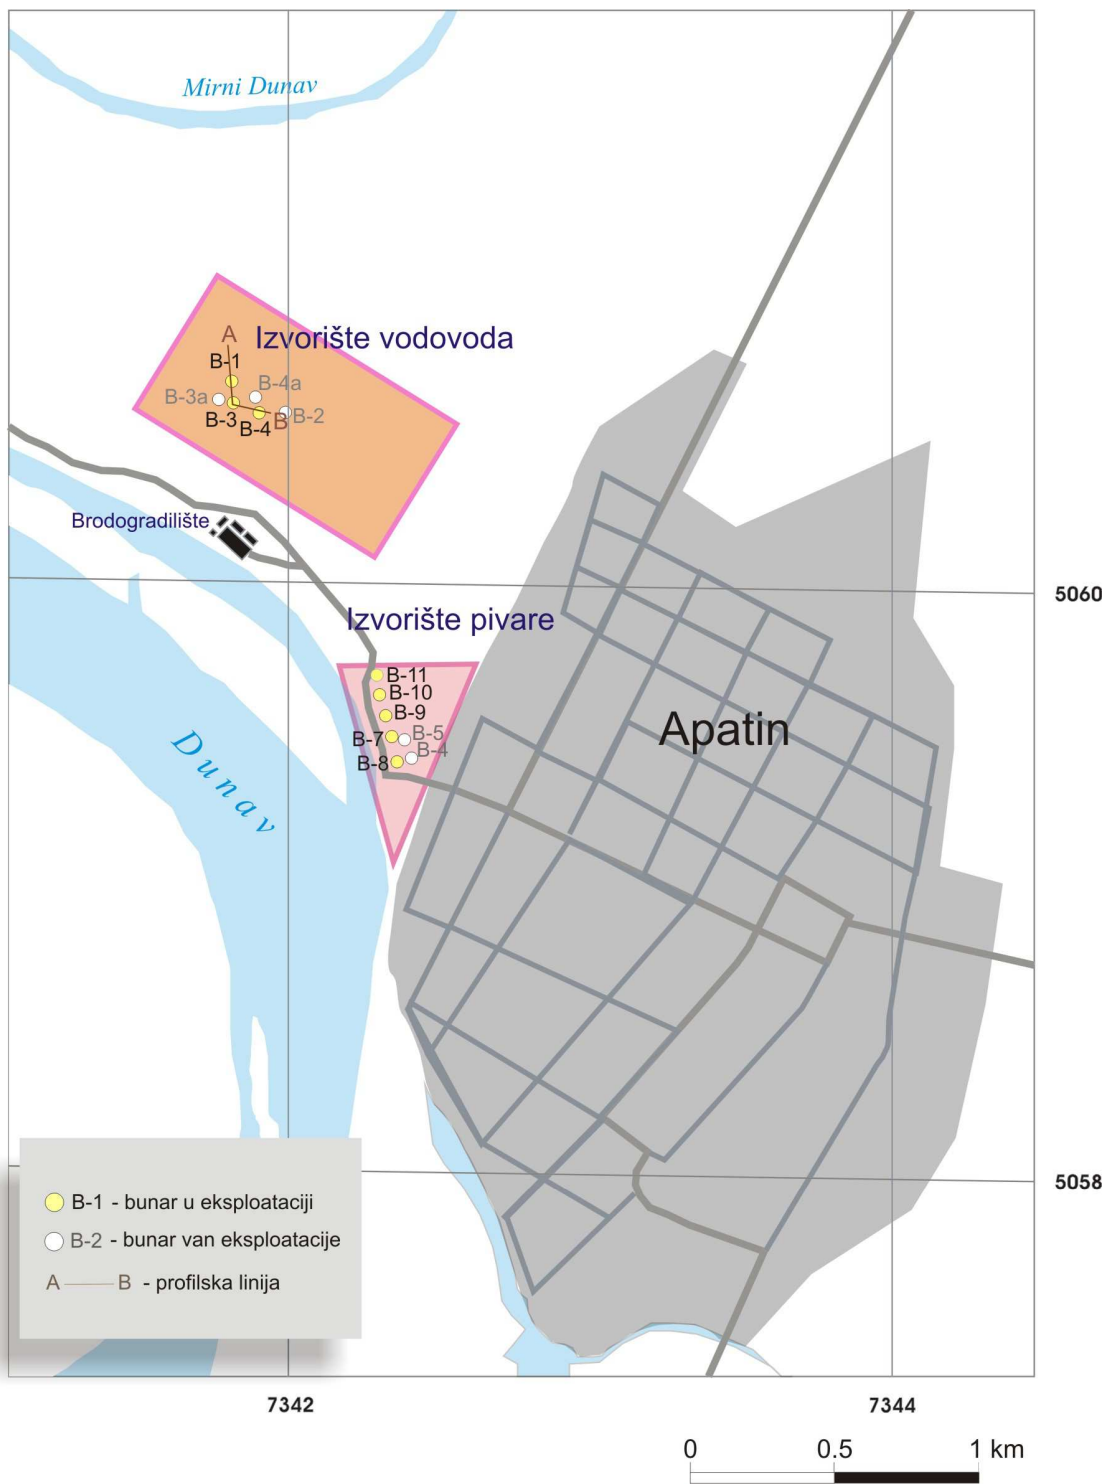 Mirni Dunav
Izvorište vodovoda
A
B-1
B-4a
B-3a
B-3
B-4
B
B-2
Brodogradilište
5060
Izvorište pivare
B-11
B-10
B-9
B-7
B-5
B-4
B-8
Apatin
Dunav
5058
B-1 - bunar u eksploataciji
B-2 - bunar van eksploatacije
A B - profilska linija
7342
7344
0 0.5 1 km